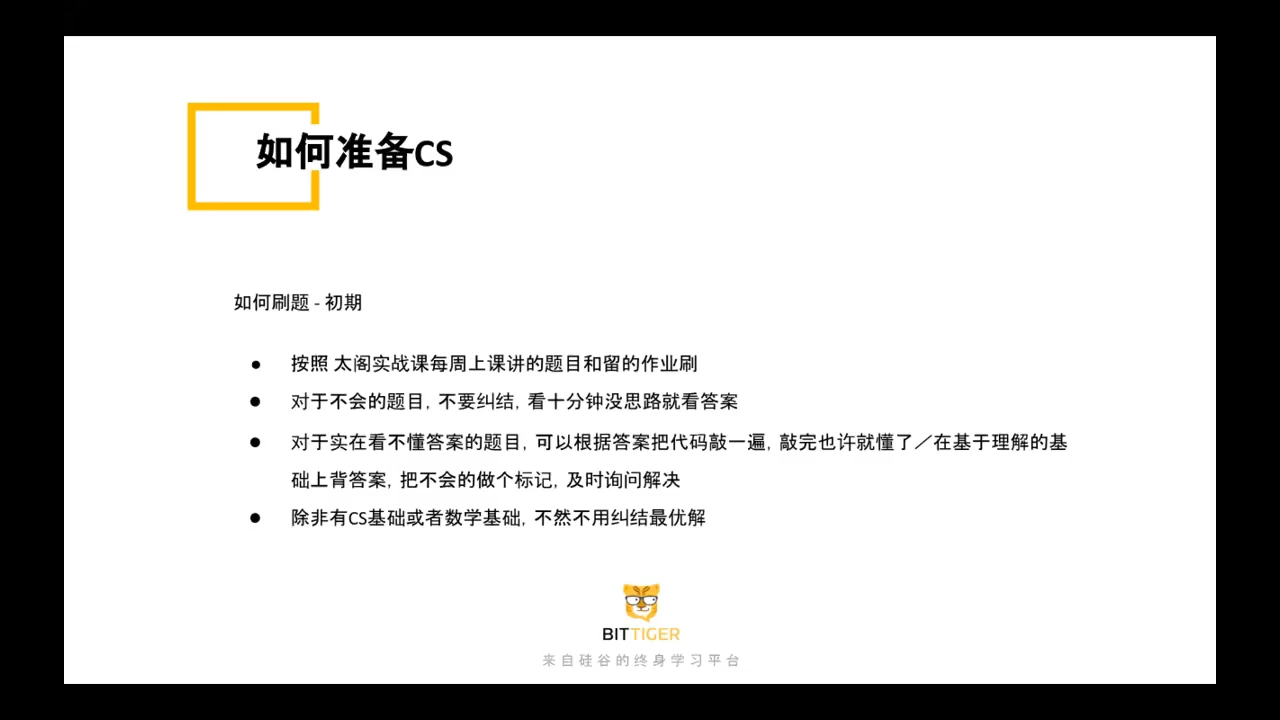 如何准备CS
如何刷题 - 初期
● 按照 太阁实战课每周上课讲的题目和留的作业刷
● 对于不会的题目, 不要纠结, 看十分钟没思路就看答案
● 对于实在看不懂答案的题目, 可以根据答案把代码敲一遍, 敲完也许就懂了／在基于理解的基
础上背答案, 把不会的做个标记, 及时询问解决
● 除非有CS基础或者数学基础, 不然不用纠结最优解
BITTIGER
来自硅谷的终身学习平台